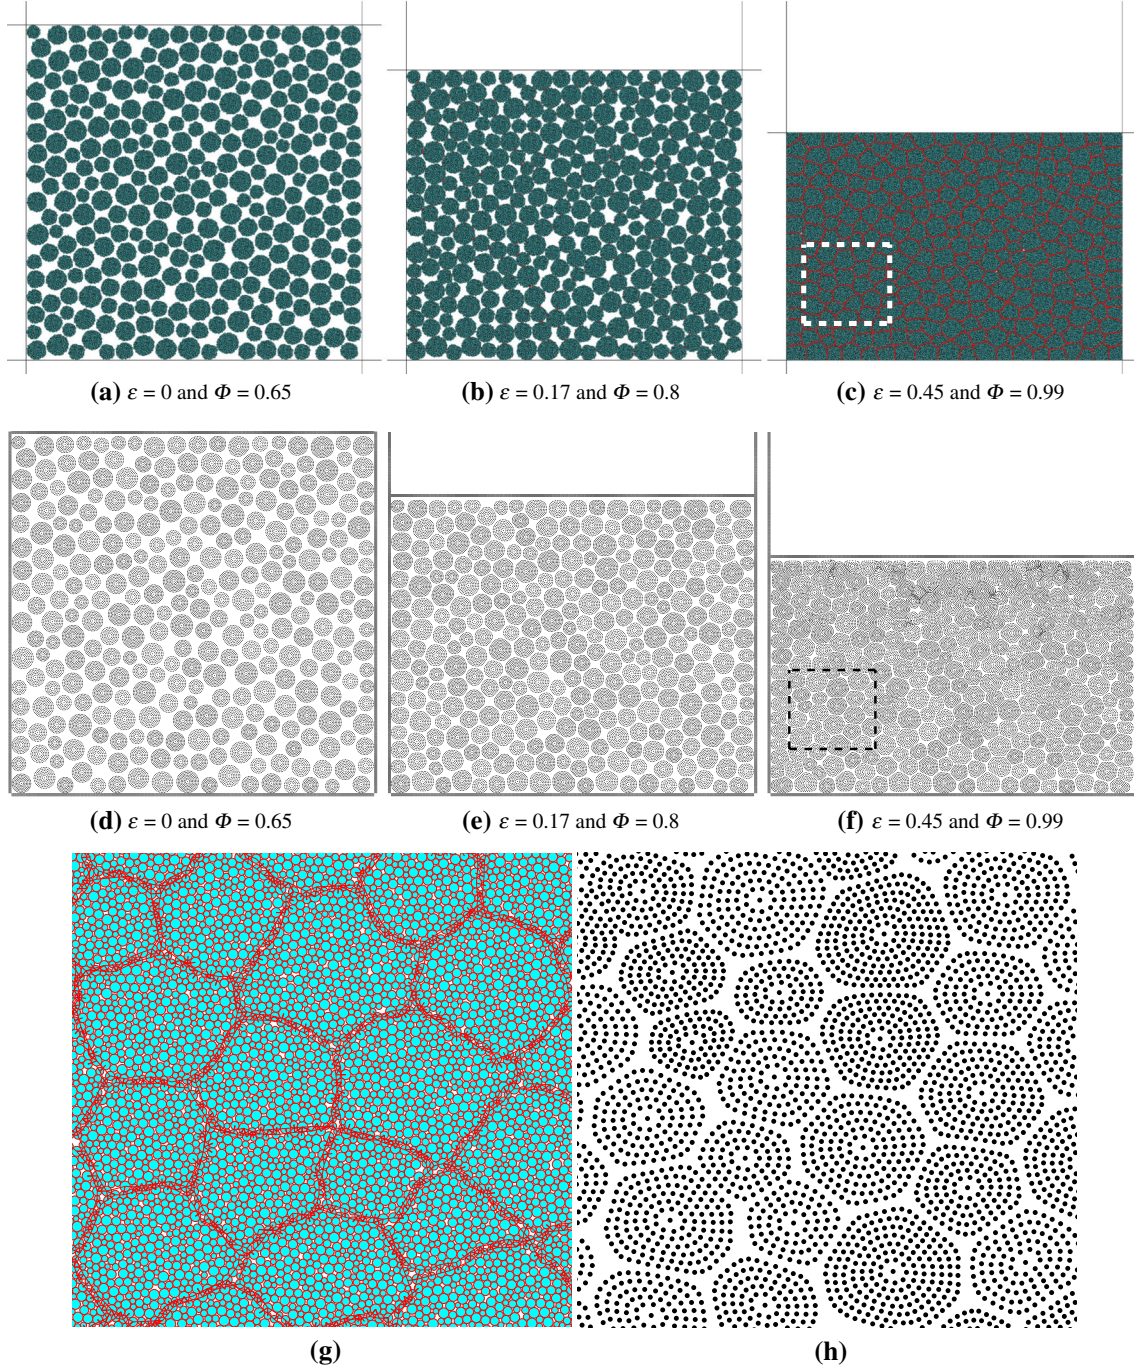 (a) ε = 0 and Φ = 0.65
(b) ε = 0.17 and Φ = 0.8
(c) ε = 0.45 and Φ = 0.99
(d) ε = 0 and Φ = 0.65
(e) ε = 0.17 and Φ = 0.8
(f) ε = 0.45 and Φ = 0.99
(g)
(h)